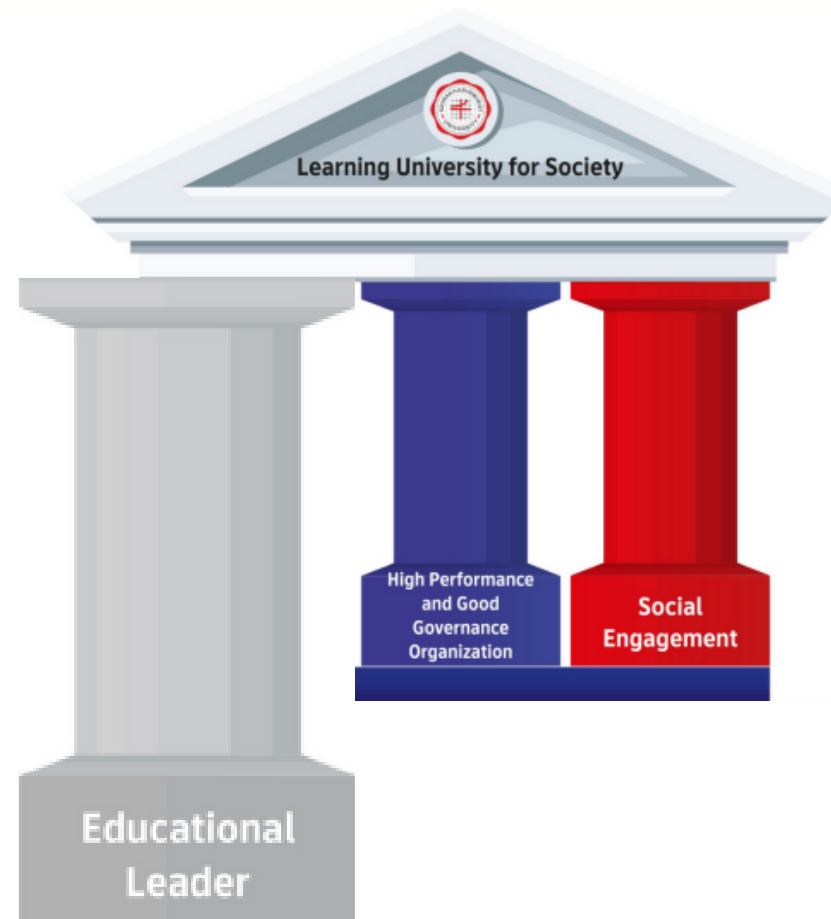 Learning University for Society
High Performance
and Good
Governance
Organization
Social
Engagement
Educational
Leader